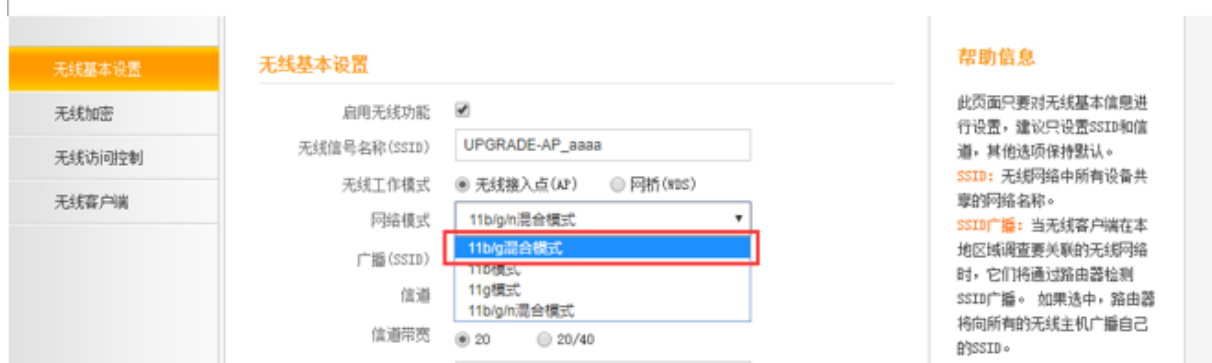 无线基本设置
无线加密
无线访问控制
无线客户端
无线基本设置
启用无线功能
无线信号名称(SSID) UPGRADE-AP_aaaa
无线工作模式 无线接入点(AP) 网桥(WDS)
网络模式 11b/g/n混合模式
11b/g混合模式
广播(SSID)
11b模式
11g模式
信道
11b/g/n混合模式
信道带宽 20 20/40
帮助信息
此页面只要对无线基本信息进
行设置，建议只设置SSID和信
道，其他选项保持默认。
SSID：无线网络中所有设备共
享的网络名称。
SSID广播：当无线客户端在本
地区域调查要关联的无线网络
时，它们将通过路由器检测
SSID广播。 如果选中，路由器
将向所有的无线主机广播自己
的SSID。